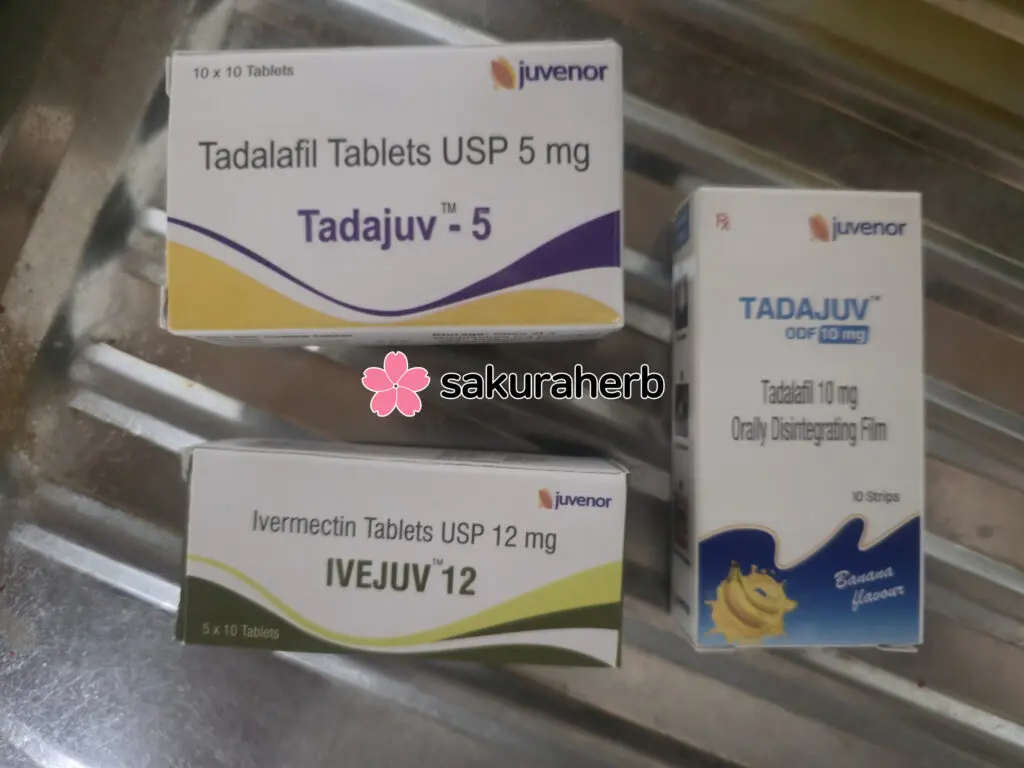 10 x 10 Tablets
juvenor
Tadalafil Tablets USP 5 mg
Tadajuv™ - 5
sakuraherb
juvenor
Ivermectin Tablets USP 12 mg
IVEJUV™ 12
5 x 10 Tablets
Rx
juvenor
TADAJUV™
ODF 10 mg
Tadalafil 10 mg
Orally Disintegrating Film
10 Strips
Banana
flavour